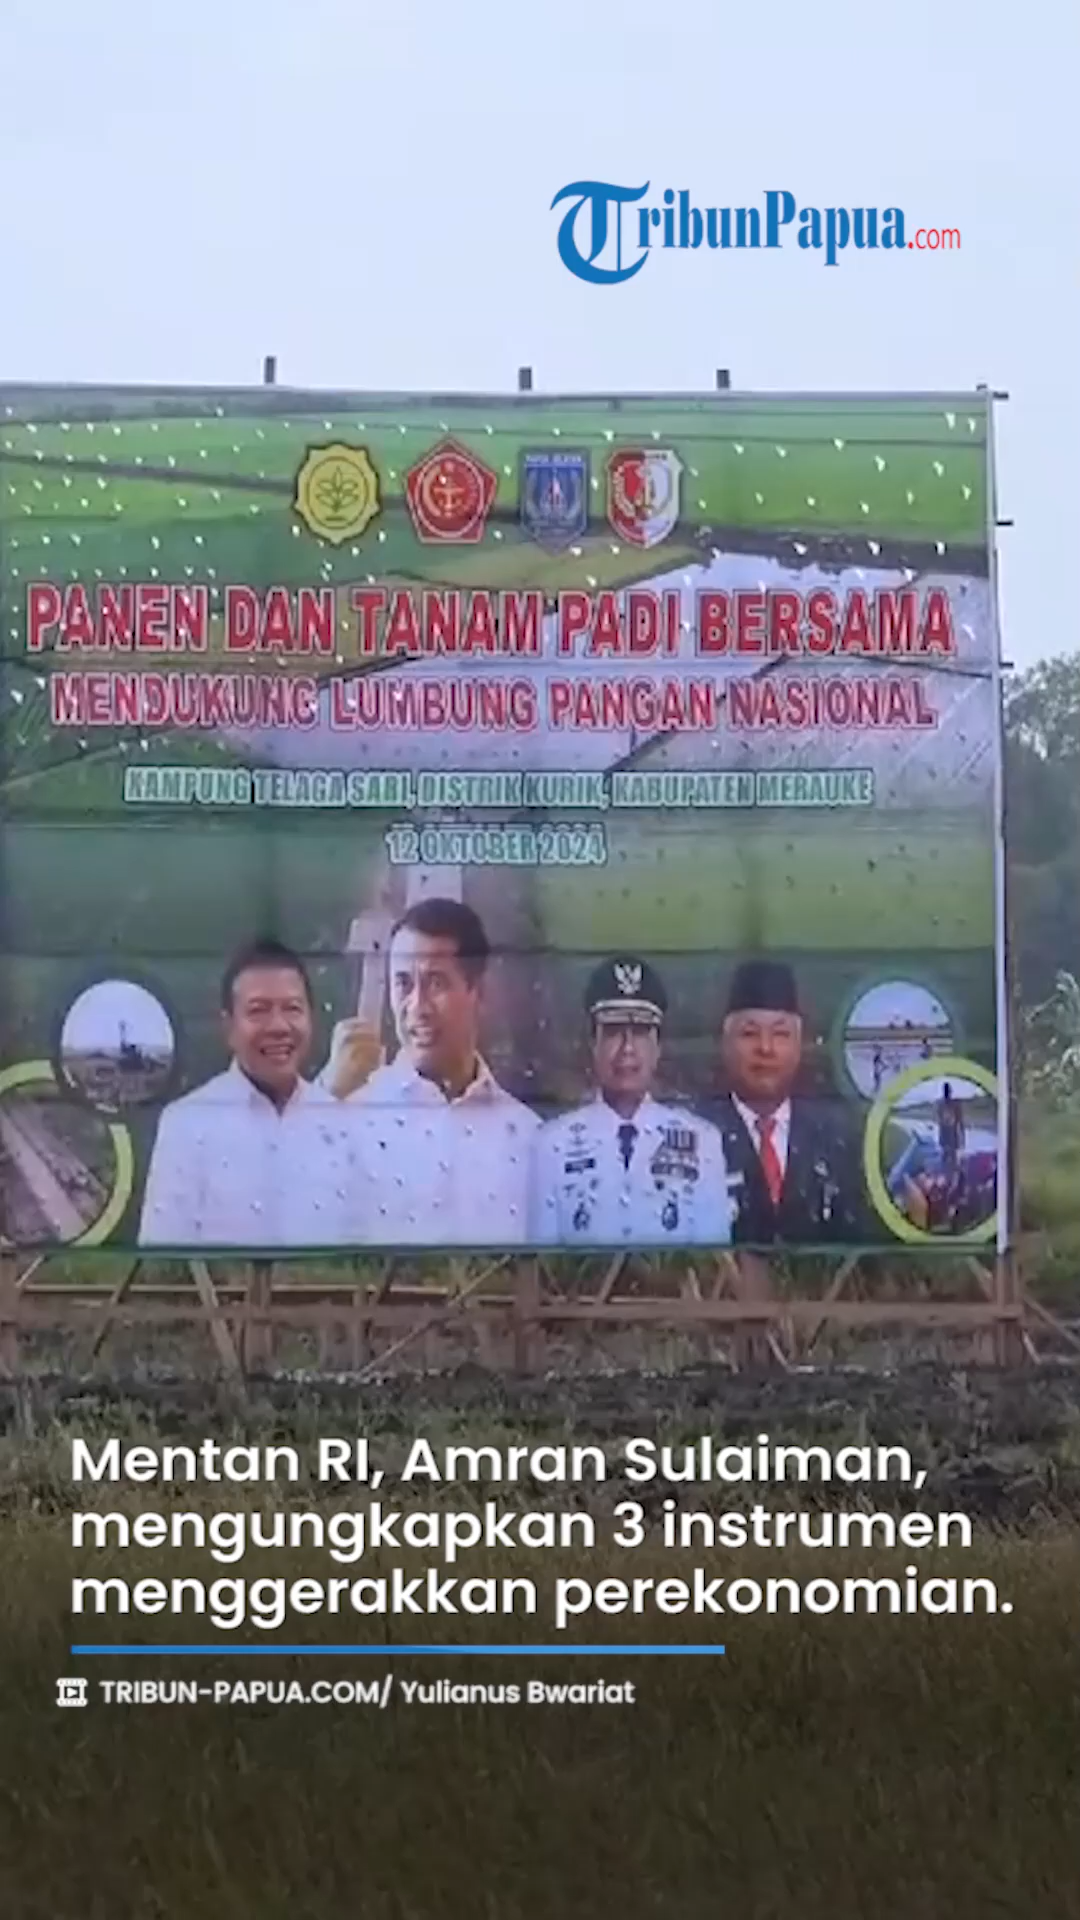 TribunPapua.com
PANEN DAN TANAM PADI BERSAMA
MENDUKUNG LUMBUNG PANGAN NASIONAL
KAMPUNG TELAGA SARI, DISTRIK KURIK, KABUPATEN MERAUKE
12 OKTOBER 2024
Mentan RI, Amran Sulaiman,
mengungkapkan 3 instrumen
menggerakkan perekonomian.
TRIBUN-PAPUA.COM/ Yulianus Bwariat